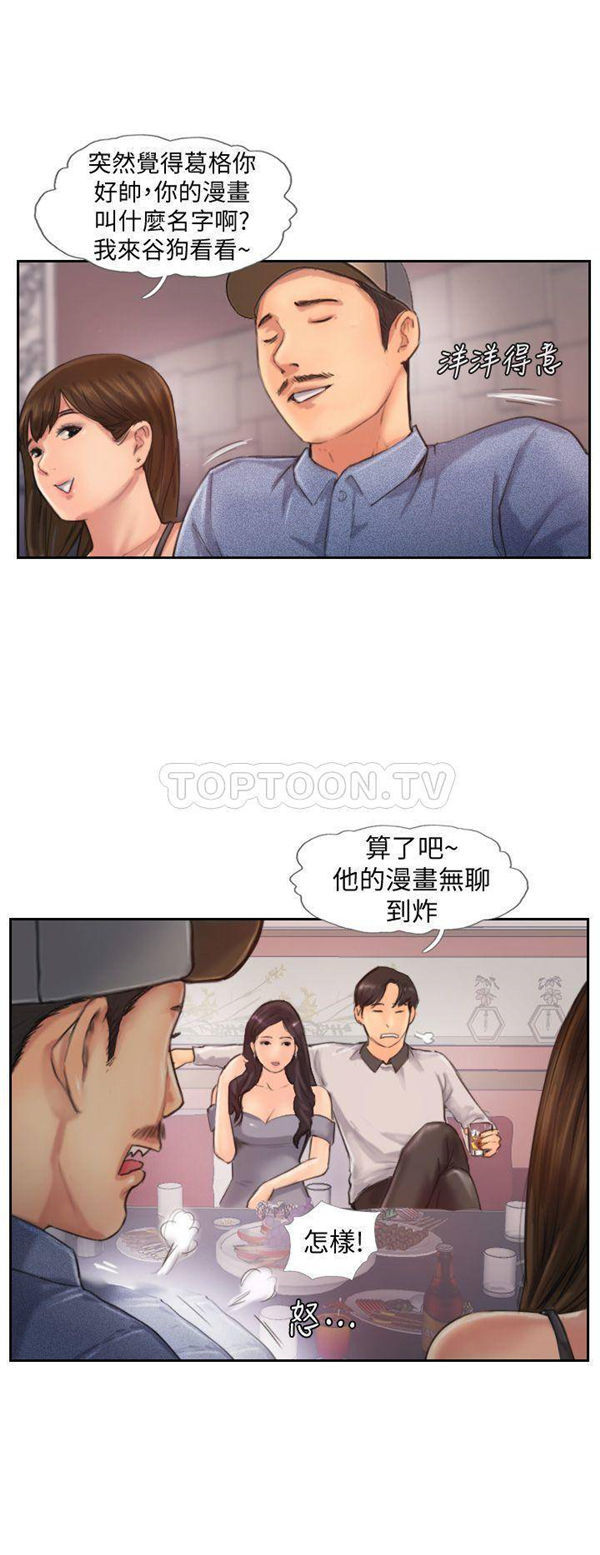 突然覺得葛格你
好帥,你的漫畫
叫什麼名字啊?
我來谷狗看看~
洋洋得意
TOPTOON.TV
算了吧~
他的漫畫無聊
到炸
怎樣!
怒...